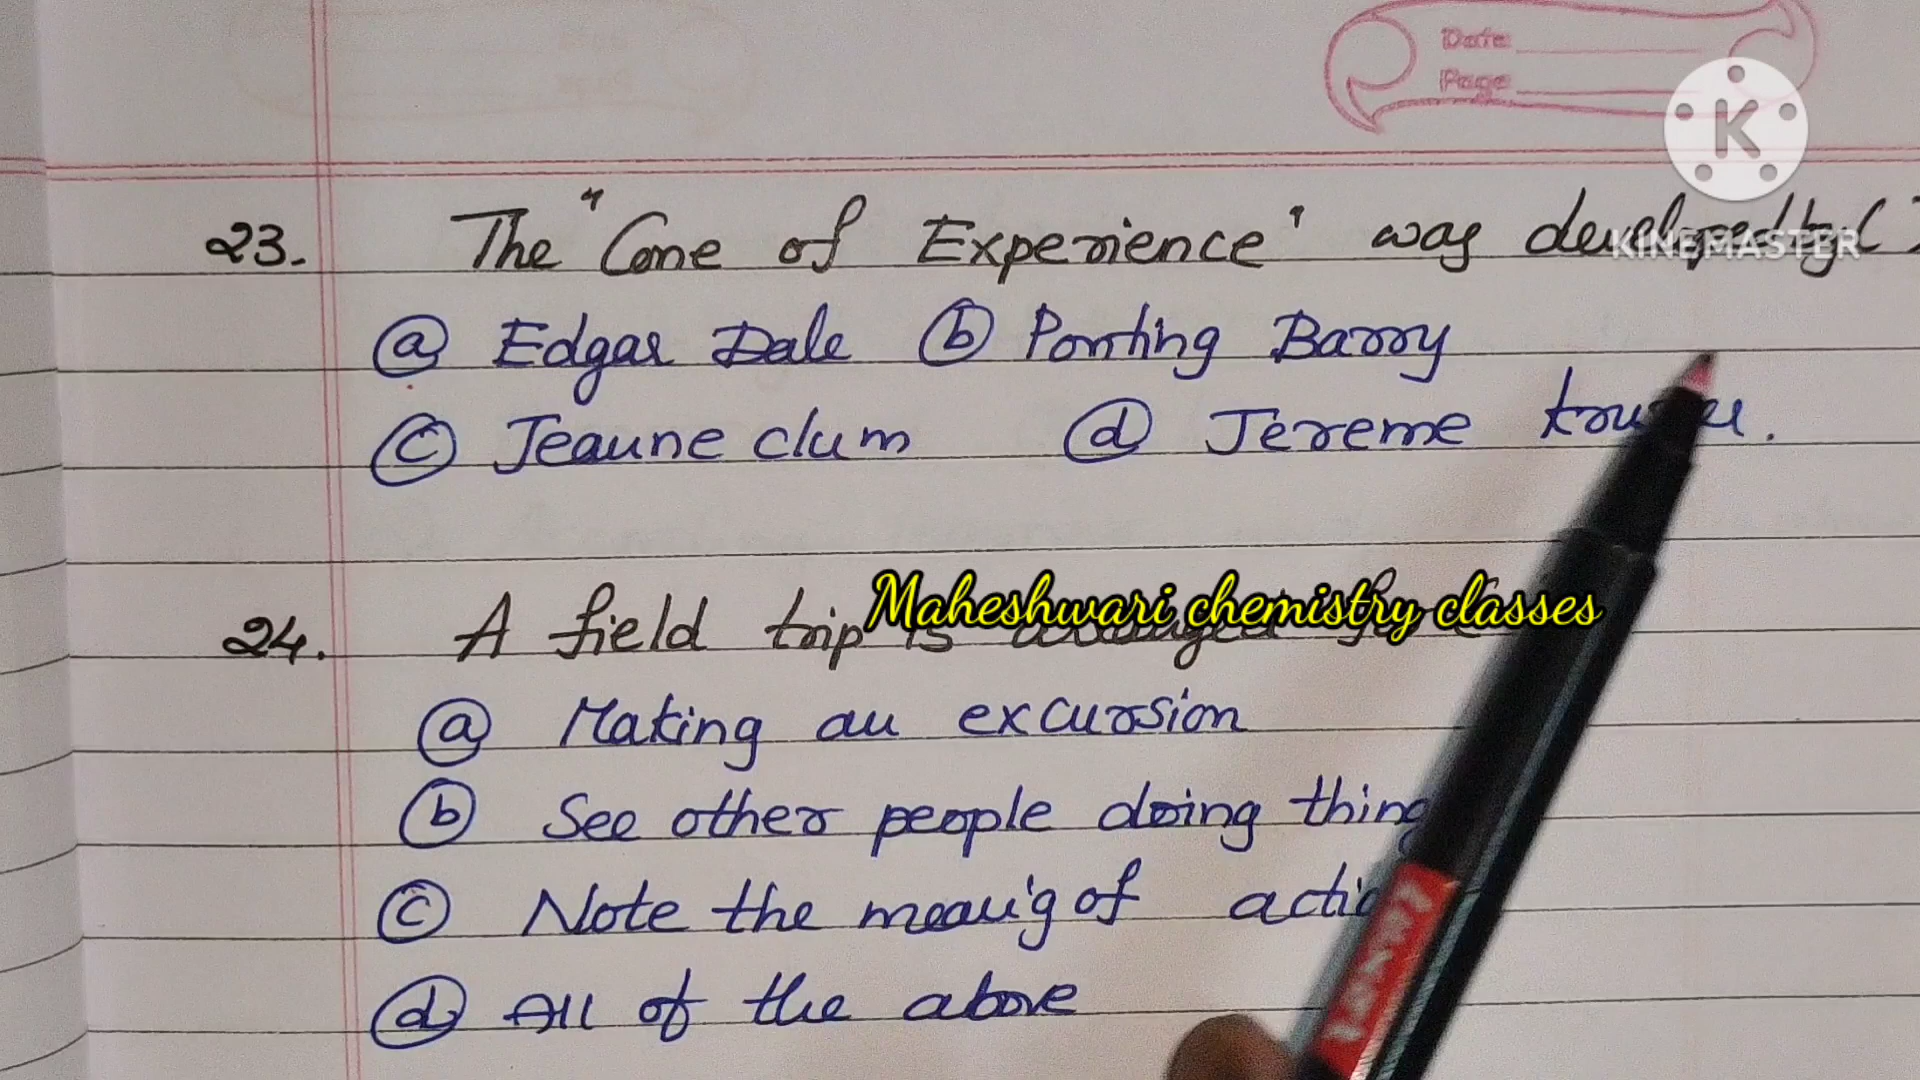 Date
Page
K
KINEMASTER
23. The "Cone of Experience" was developed by (
ⓐ Edgar Dale ⓑ Ponting Barry
ⓒ Jeaune clum ⓓ Jereme
Maheshwari chemistry classes
24. A field trip is
ⓐ Making an excursion
ⓑ See other people doing thing
ⓒ Note the meanig of
ⓓ All of the above